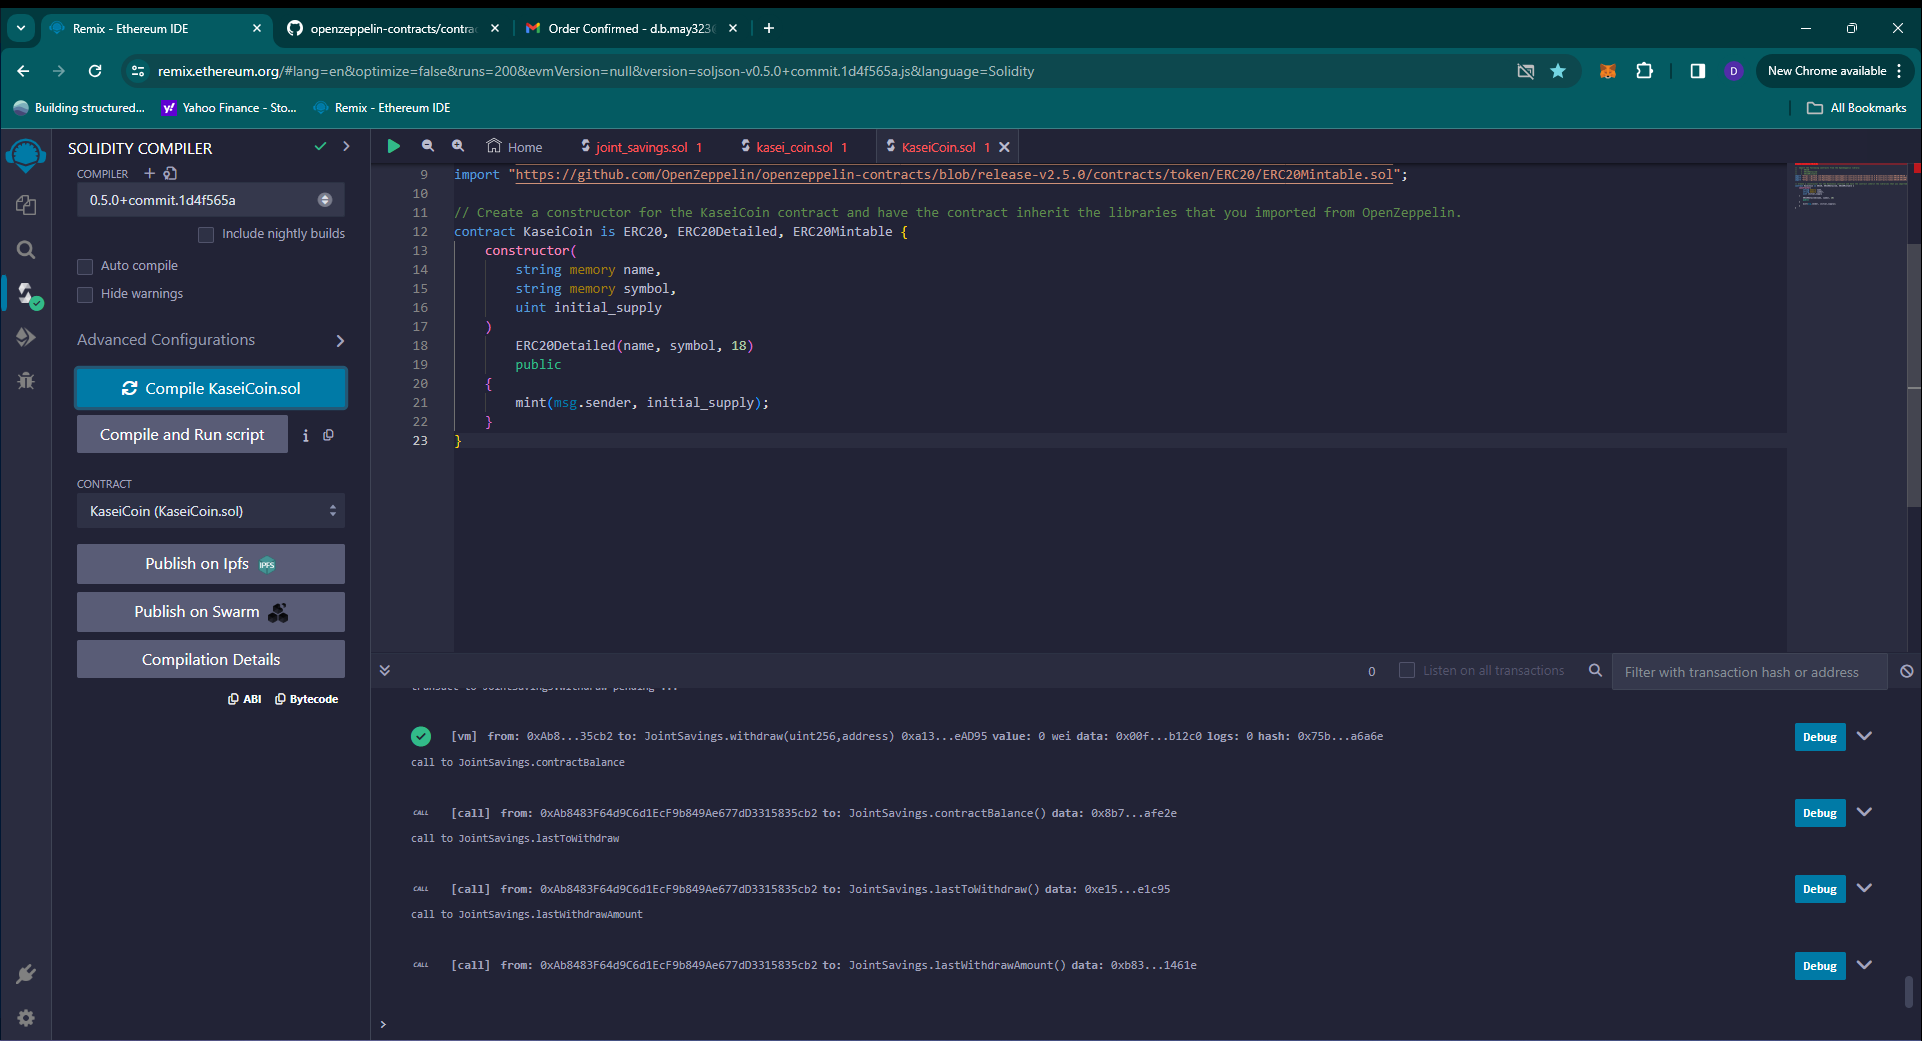 Remix - Ethereum IDE
openzeppelin-contracts/contrac
Order Confirmed - d.b.may323
remix.ethereum.org/#lang=en&optimize=false&runs=200&evmVersion=null&version=soljson-v0.5.0+commit.1d4f565a.js&language=Solidity
D
New Chrome available
Building structured...
Yahoo Finance - Sto...
Remix - Ethereum IDE
All Bookmarks
SOLIDITY COMPILER
COMPILER
0.5.0+commit.1d4f565a
Include nightly builds
Auto compile
Hide warnings
Advanced Configurations
Compile KaseiCoin.sol
Compile and Run script
CONTRACT
KaseiCoin (KaseiCoin.sol)
Publish on Ipfs
IPFS
Publish on Swarm
Compilation Details
ABI
Bytecode
Home
joint_savings.sol 1
kasei_coin.sol 1
KaseiCoin.sol 1
9 import "https://github.com/OpenZeppelin/openzeppelin-contracts/blob/release-v2.5.0/contracts/token/ERC20/ERC20Mintable.sol";
10
11 // Create a constructor for the KaseiCoin contract and have the contract inherit the libraries that you imported from OpenZeppelin.
12 contract KaseiCoin is ERC20, ERC20Detailed, ERC20Mintable {
13 constructor(
14 string memory name,
15 string memory symbol,
16 uint initial_supply
17 )
18 ERC20Detailed(name, symbol, 18)
19 public
20 {
21 mint(msg.sender, initial_supply);
22 }
23 }
0
Listen on all transactions
Filter with transaction hash or address
transact to JointSavings.withdraw pending ...
[vm] from: 0xAb8...35cb2 to: JointSavings.withdraw(uint256,address) 0xa13...eAD95 value: 0 wei data: 0x00f...b12c0 logs: 0 hash: 0x75b...a6a6e
Debug
call to JointSavings.contractBalance
CALL [call] from: 0xAb8483F64d9C6d1EcF9b849Ae677dD3315835cb2 to: JointSavings.contractBalance() data: 0x8b7...afe2e
Debug
call to JointSavings.lastToWithdraw
CALL [call] from: 0xAb8483F64d9C6d1EcF9b849Ae677dD3315835cb2 to: JointSavings.lastToWithdraw() data: 0xe15...e1c95
Debug
call to JointSavings.lastWithdrawAmount
CALL [call] from: 0xAb8483F64d9C6d1EcF9b849Ae677dD3315835cb2 to: JointSavings.lastWithdrawAmount() data: 0xb83...1461e
Debug
>